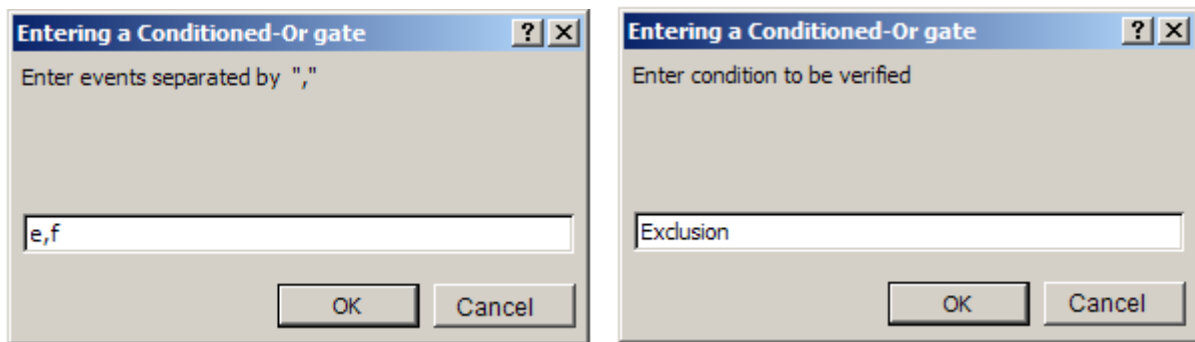 Entering a Conditioned-Or gate
Enter events separated by ","
e,f
OK Cancel
Entering a Conditioned-Or gate
Enter condition to be verified
Exclusion
OK Cancel